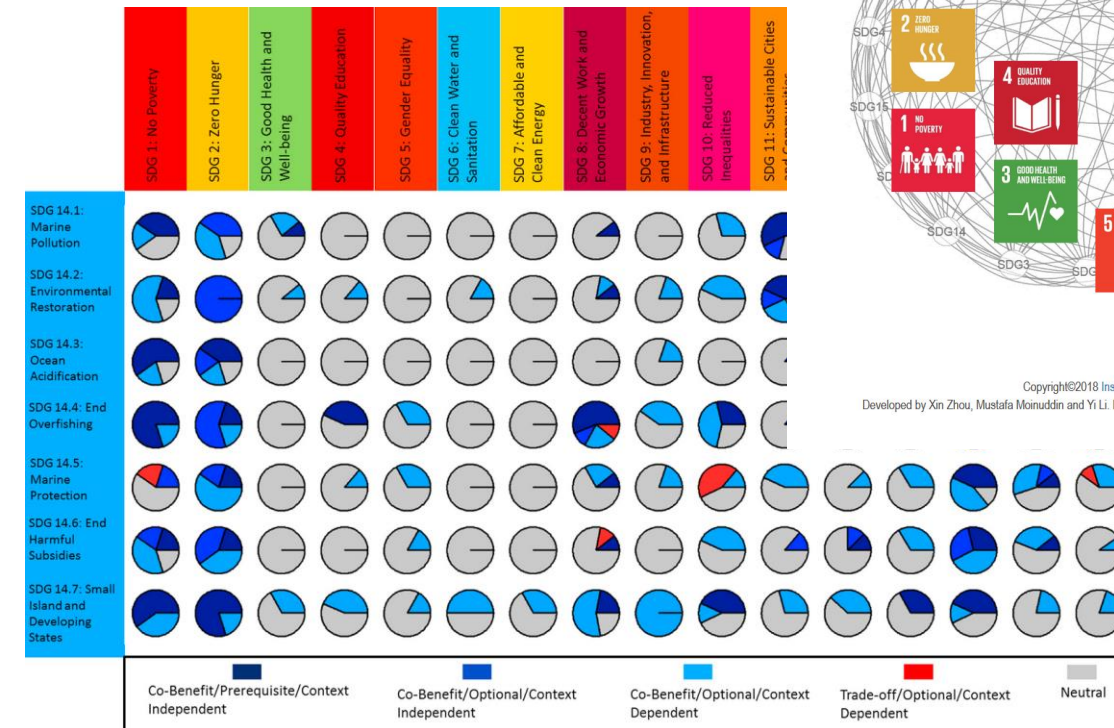 SDG 1: No Poverty
SDG 2: Zero Hunger
SDG 3: Good Health and
Well-being
SDG 4: Quality Education
SDG 5: Gender Equality
SDG 6: Clean Water and
Sanitation
SDG 7: Affordable and
Clean Energy
SDG 8: Decent Work and
Economic Growth
SDG 9: Industry, Innovation,
and Infrastructure
SDG 10: Reduced
Inequalities
SDG 11: Sustainable Cities
and Communities
SDG4
2 ZERO
HUNGER
4 QUALITY
EDUCATION
SDG15
1 NO
POVERTY
SD
3 GOOD HEALTH
AND WELL-BEING
SDG14
5
SDG3
SDG
Copyright©2018 Ins
Developed by Xin Zhou, Mustafa Moinuddin and Yi Li.
SDG 14.1:
Marine
Pollution
SDG 14.2:
Environmental
Restoration
SDG 14.3:
Ocean
Acidification
SDG 14.4: End
Overfishing
SDG 14.5:
Marine
Protection
SDG 14.6: End
Harmful
Subsidies
SDG 14.7: Small
Island and
Developing
States
Co-Benefit/Prerequisite/Context
Independent
Co-Benefit/Optional/Context
Independent
Co-Benefit/Optional/Context
Dependent
Trade-off/Optional/Context
Dependent
Neutral